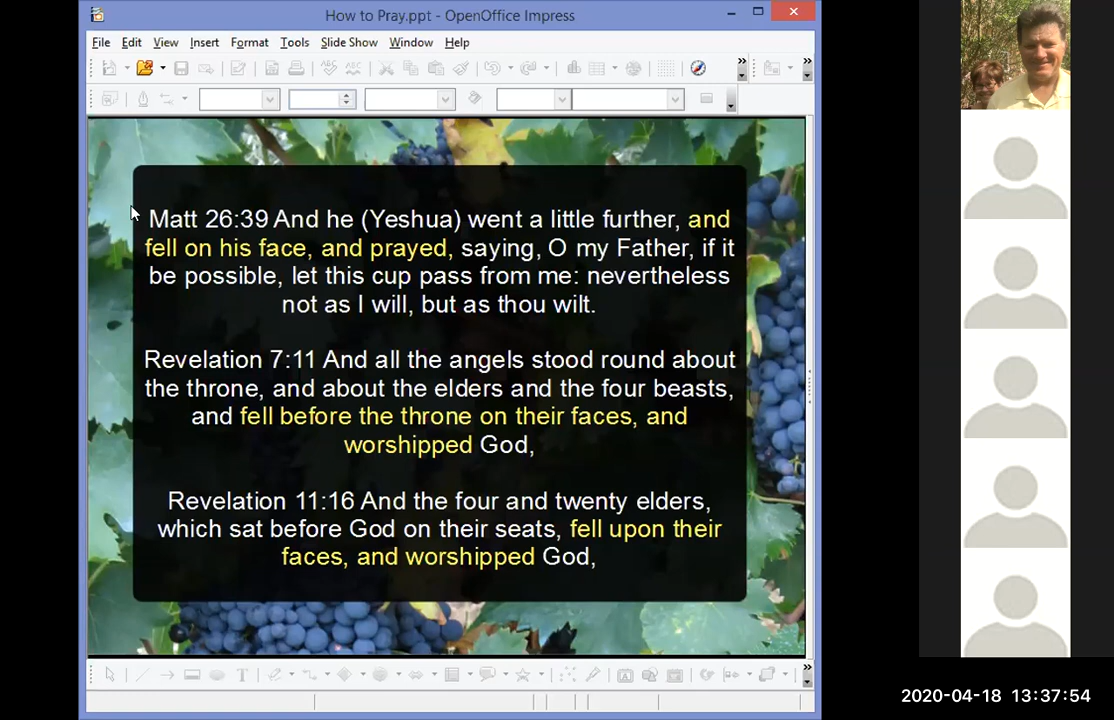 How to Pray.ppt - OpenOffice Impress
File Edit View Insert Format Tools Slide Show Window Help
Matt 26:39 And he (Yeshua) went a little further, and
fell on his face, and prayed, saying, O my Father, if it
be possible, let this cup pass from me: nevertheless
not as I will, but as thou wilt.
Revelation 7:11 And all the angels stood round about
the throne, and about the elders and the four beasts,
and fell before the throne on their faces, and
worshipped God,
Revelation 11:16 And the four and twenty elders,
which sat before God on their seats, fell upon their
faces, and worshipped God,
2020-04-18 13:37:54